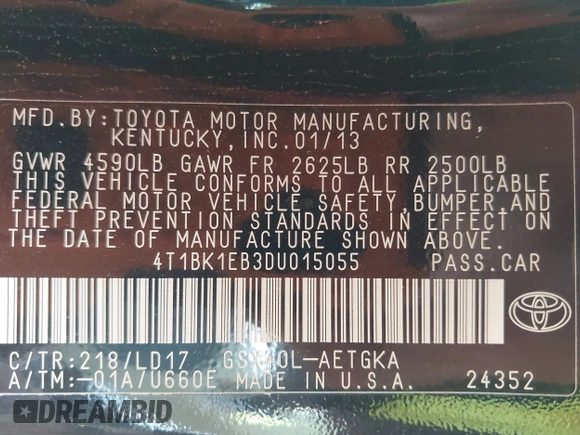 MFD.BY:TOYOTA MOTOR MANUFACTURING,
KENTUCKY,INC.01/13
GVWR 4590LB GAWR FR 2625LB RR 2500LB
THIS VEHICLE CONFORMS TO ALL APPLICABLE
FEDERAL MOTOR VEHICLE SAFETY,BUMPER,AND
THEFT PREVENTION STANDARDS IN EFFECT ON
THE DATE OF MANUFACTURE SHOWN ABOVE.
4T1BK1EB3DU015055 PASS.CAR
C/TR:218/LD17 L-AETGKA
A/TM:-01A/U660E MADE IN U.S.A. 24352
DREAMBID
TOYOTA